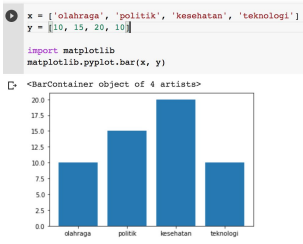 x = ['olahraga', 'politik', 'kesehatan', 'teknologi']
y = [10, 15, 20, 10]
import matplotlib
matplotlib.pyplot.bar(x, y)
<BarContainer object of 4 artists>
20.0
17.5
15.0
12.5
10.0
7.5
5.0
2.5
0.0
olahraga politik kesehatan teknologi